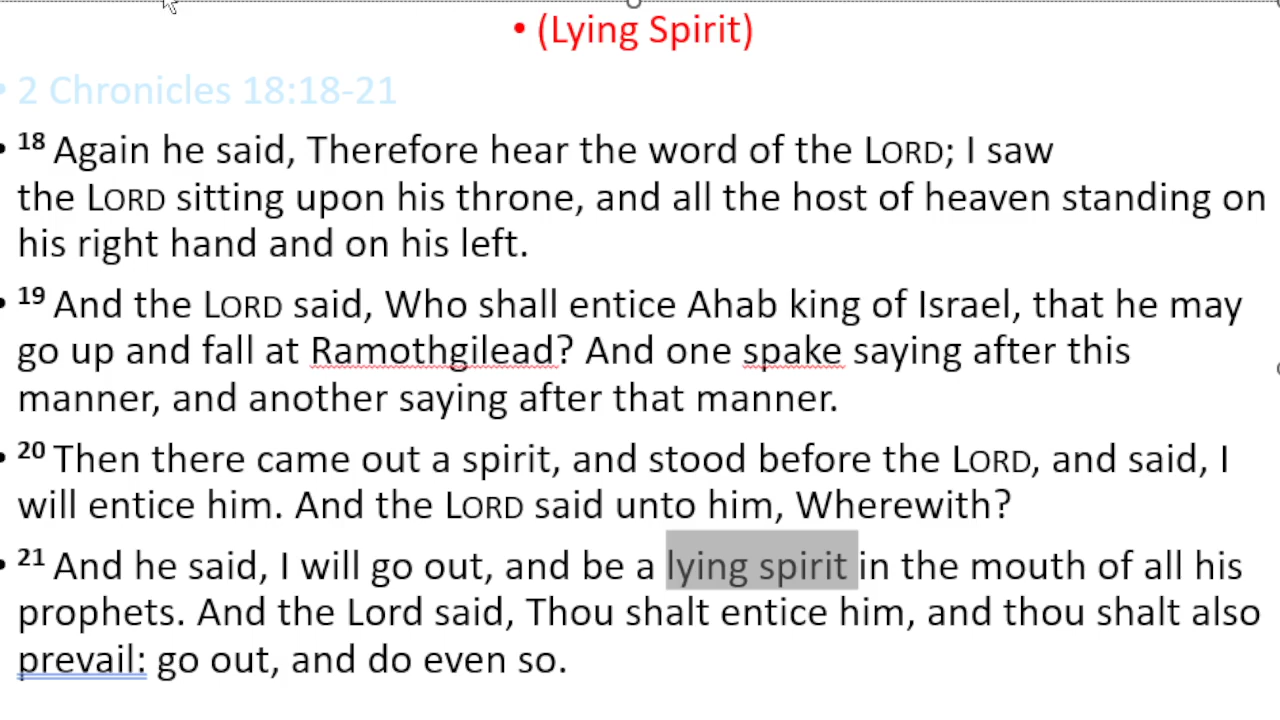 • (Lying Spirit)
• 2 Chronicles 18:18-21
• 18 Again he said, Therefore hear the word of the LORD; I saw
the LORD sitting upon his throne, and all the host of heaven standing on
his right hand and on his left.
• 19 And the LORD said, Who shall entice Ahab king of Israel, that he may
go up and fall at Ramothgilead? And one spake saying after this
manner, and another saying after that manner.
• 20 Then there came out a spirit, and stood before the LORD, and said, I
will entice him. And the LORD said unto him, Wherewith?
• 21 And he said, I will go out, and be a lying spirit in the mouth of all his
prophets. And the Lord said, Thou shalt entice him, and thou shalt also
prevail: go out, and do even so.